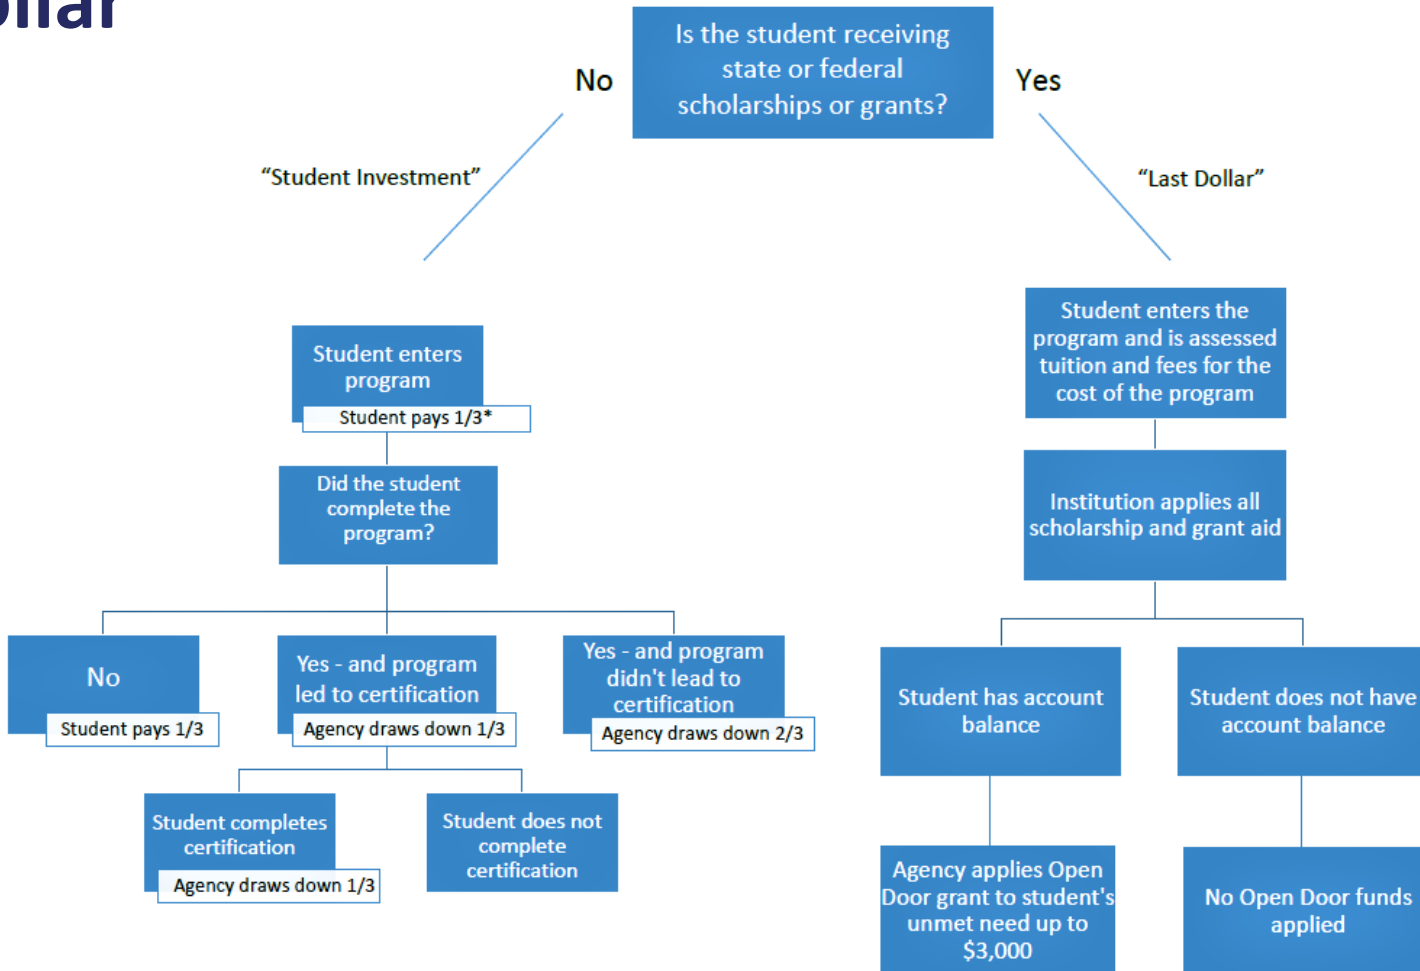 Is the student receiving
state or federal
scholarships or grants?
No
Yes
“Student Investment”
“Last Dollar”
Student enters
program
Student pays 1/3*
Did the student
complete the
program?
No
Student pays 1/3
Yes - and program
led to certification
Agency draws down 1/3
Yes - and program
didn't lead to
certification
Agency draws down 2/3
Student completes
certification
Agency draws down 1/3
Student does not
complete
certification
Student enters the
program and is assessed
tuition and fees for the
cost of the program
Institution applies all
scholarship and grant aid
Student has account
balance
Student does not have
account balance
Agency applies Open
Door grant to student's
unmet need up to
$3,000
No Open Door funds
applied